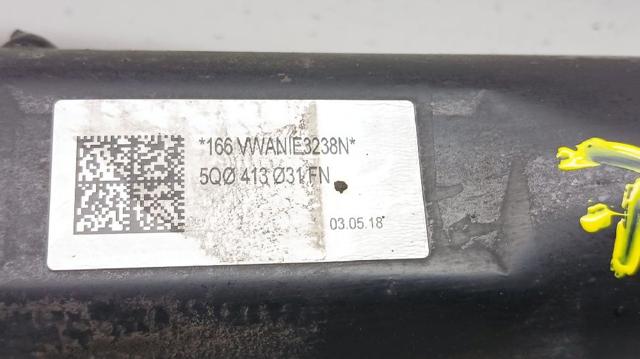 *166 VWANIE3238N*
5QØ 413 Ø31 FN
03.05.18